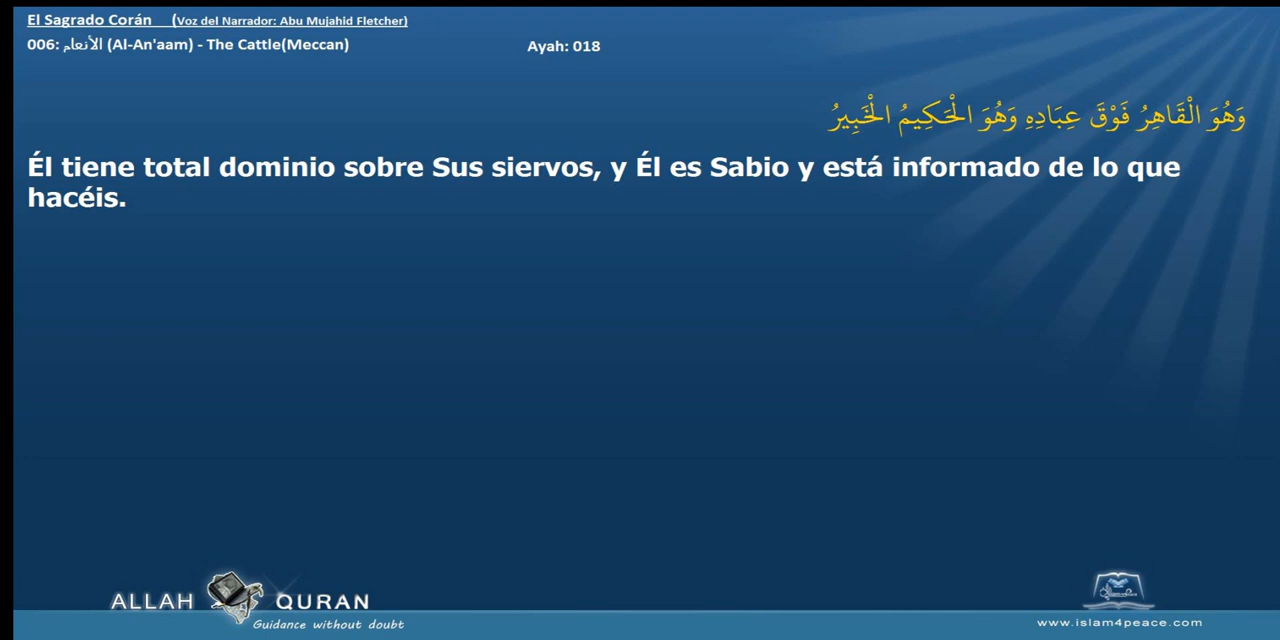 El Sagrado Corán (Voz del Narrador: Abu Mujahid Fletcher)
006: الأنعام (Al-An'aam) - The Cattle(Meccan) Ayah: 018
وَهُوَ الْقَاهِرُ فَوْقَ عِبَادِهِ وَهُوَ الْحَكِيمُ الْخَبِيرُ
Él tiene total dominio sobre Sus siervos, y Él es Sabio y está informado de lo que
hacéis.
ALLAH QURAN
Guidance without doubt
www.islam4peace.com